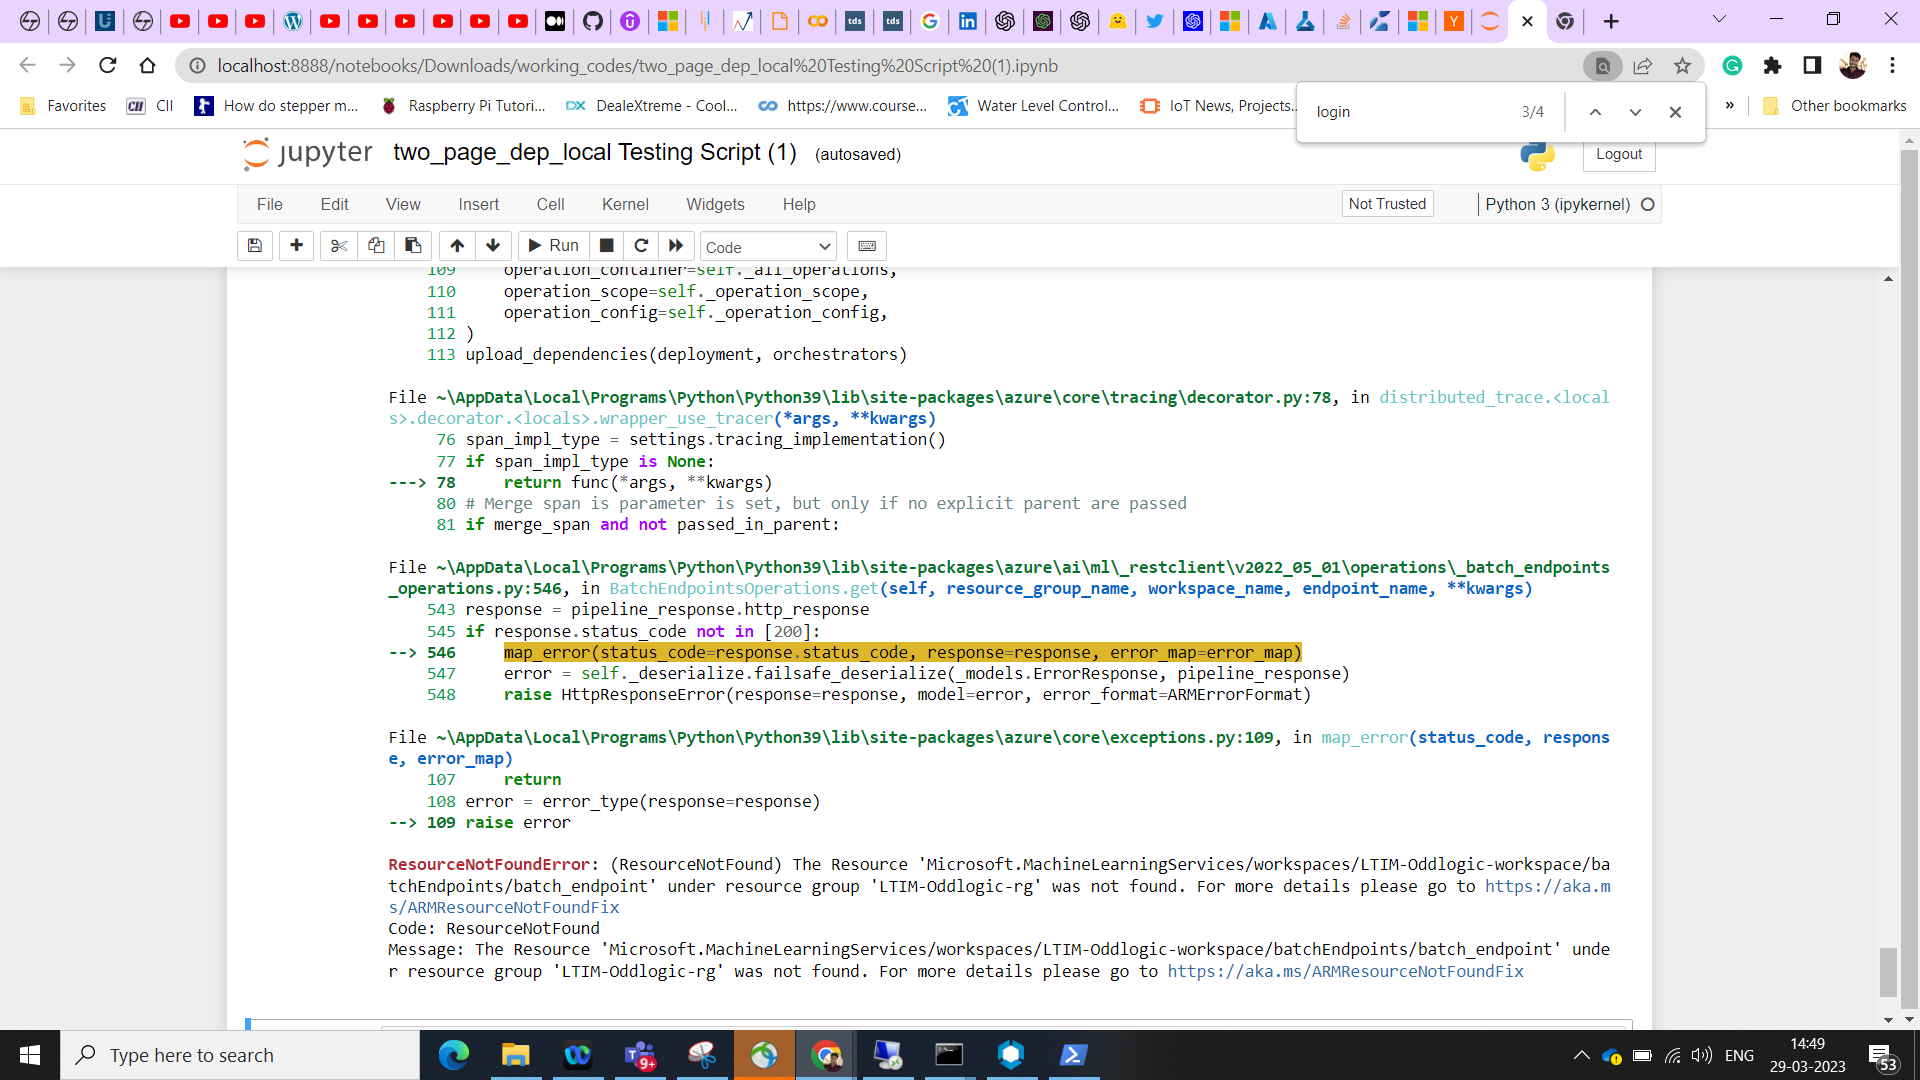 localhost:8888/notebooks/Downloads/working_codes/two_page_dep_local%20Testing%20Script%20(1).ipynb
Favorites CII How do stepper m... Raspberry Pi Tutori... DealeXtreme - Cool... https://www.course... Water Level Control... IoT News, Projects... » Other bookmarks
login 3/4
jupyter two_page_dep_local Testing Script (1) (autosaved) Logout
File Edit View Insert Cell Kernel Widgets Help Not Trusted Python 3 (ipykernel)
Run Code
109 operation_container=self._all_operations,
110 operation_scope=self._operation_scope,
111 operation_config=self._operation_config,
112 )
113 upload_dependencies(deployment, orchestrators)
File ~\AppData\Local\Programs\Python\Python39\lib\site-packages\azure\core\tracing\decorator.py:78, in distributed_trace.<local
s>.decorator.<locals>.wrapper_use_tracer(*args, **kwargs)
76 span_impl_type = settings.tracing_implementation()
77 if span_impl_type is None:
---> 78 return func(*args, **kwargs)
80 # Merge span is parameter is set, but only if no explicit parent are passed
81 if merge_span and not passed_in_parent:
File ~\AppData\Local\Programs\Python\Python39\lib\site-packages\azure\ai\ml\_restclient\v2022_05_01\operations\_batch_endpoints
_operations.py:546, in BatchEndpointsOperations.get(self, resource_group_name, workspace_name, endpoint_name, **kwargs)
543 response = pipeline_response.http_response
545 if response.status_code not in [200]:
--> 546 map_error(status_code=response.status_code, response=response, error_map=error_map)
547 error = self._deserialize.failsafe_deserialize(_models.ErrorResponse, pipeline_response)
548 raise HttpResponseError(response=response, model=error, error_format=ARMErrorFormat)
File ~\AppData\Local\Programs\Python\Python39\lib\site-packages\azure\core\exceptions.py:109, in map_error(status_code, respons
e, error_map)
107 return
108 error = error_type(response=response)
--> 109 raise error
ResourceNotFoundError: (ResourceNotFound) The Resource 'Microsoft.MachineLearningServices/workspaces/LTIM-Oddlogic-workspace/ba
tchEndpoints/batch_endpoint' under resource group 'LTIM-Oddlogic-rg' was not found. For more details please go to https://aka.m
s/ARMResourceNotFoundFix
Code: ResourceNotFound
Message: The Resource 'Microsoft.MachineLearningServices/workspaces/LTIM-Oddlogic-workspace/batchEndpoints/batch_endpoint' unde
r resource group 'LTIM-Oddlogic-rg' was not found. For more details please go to https://aka.ms/ARMResourceNotFoundFix
Type here to search ENG 14:49
29-03-2023 53